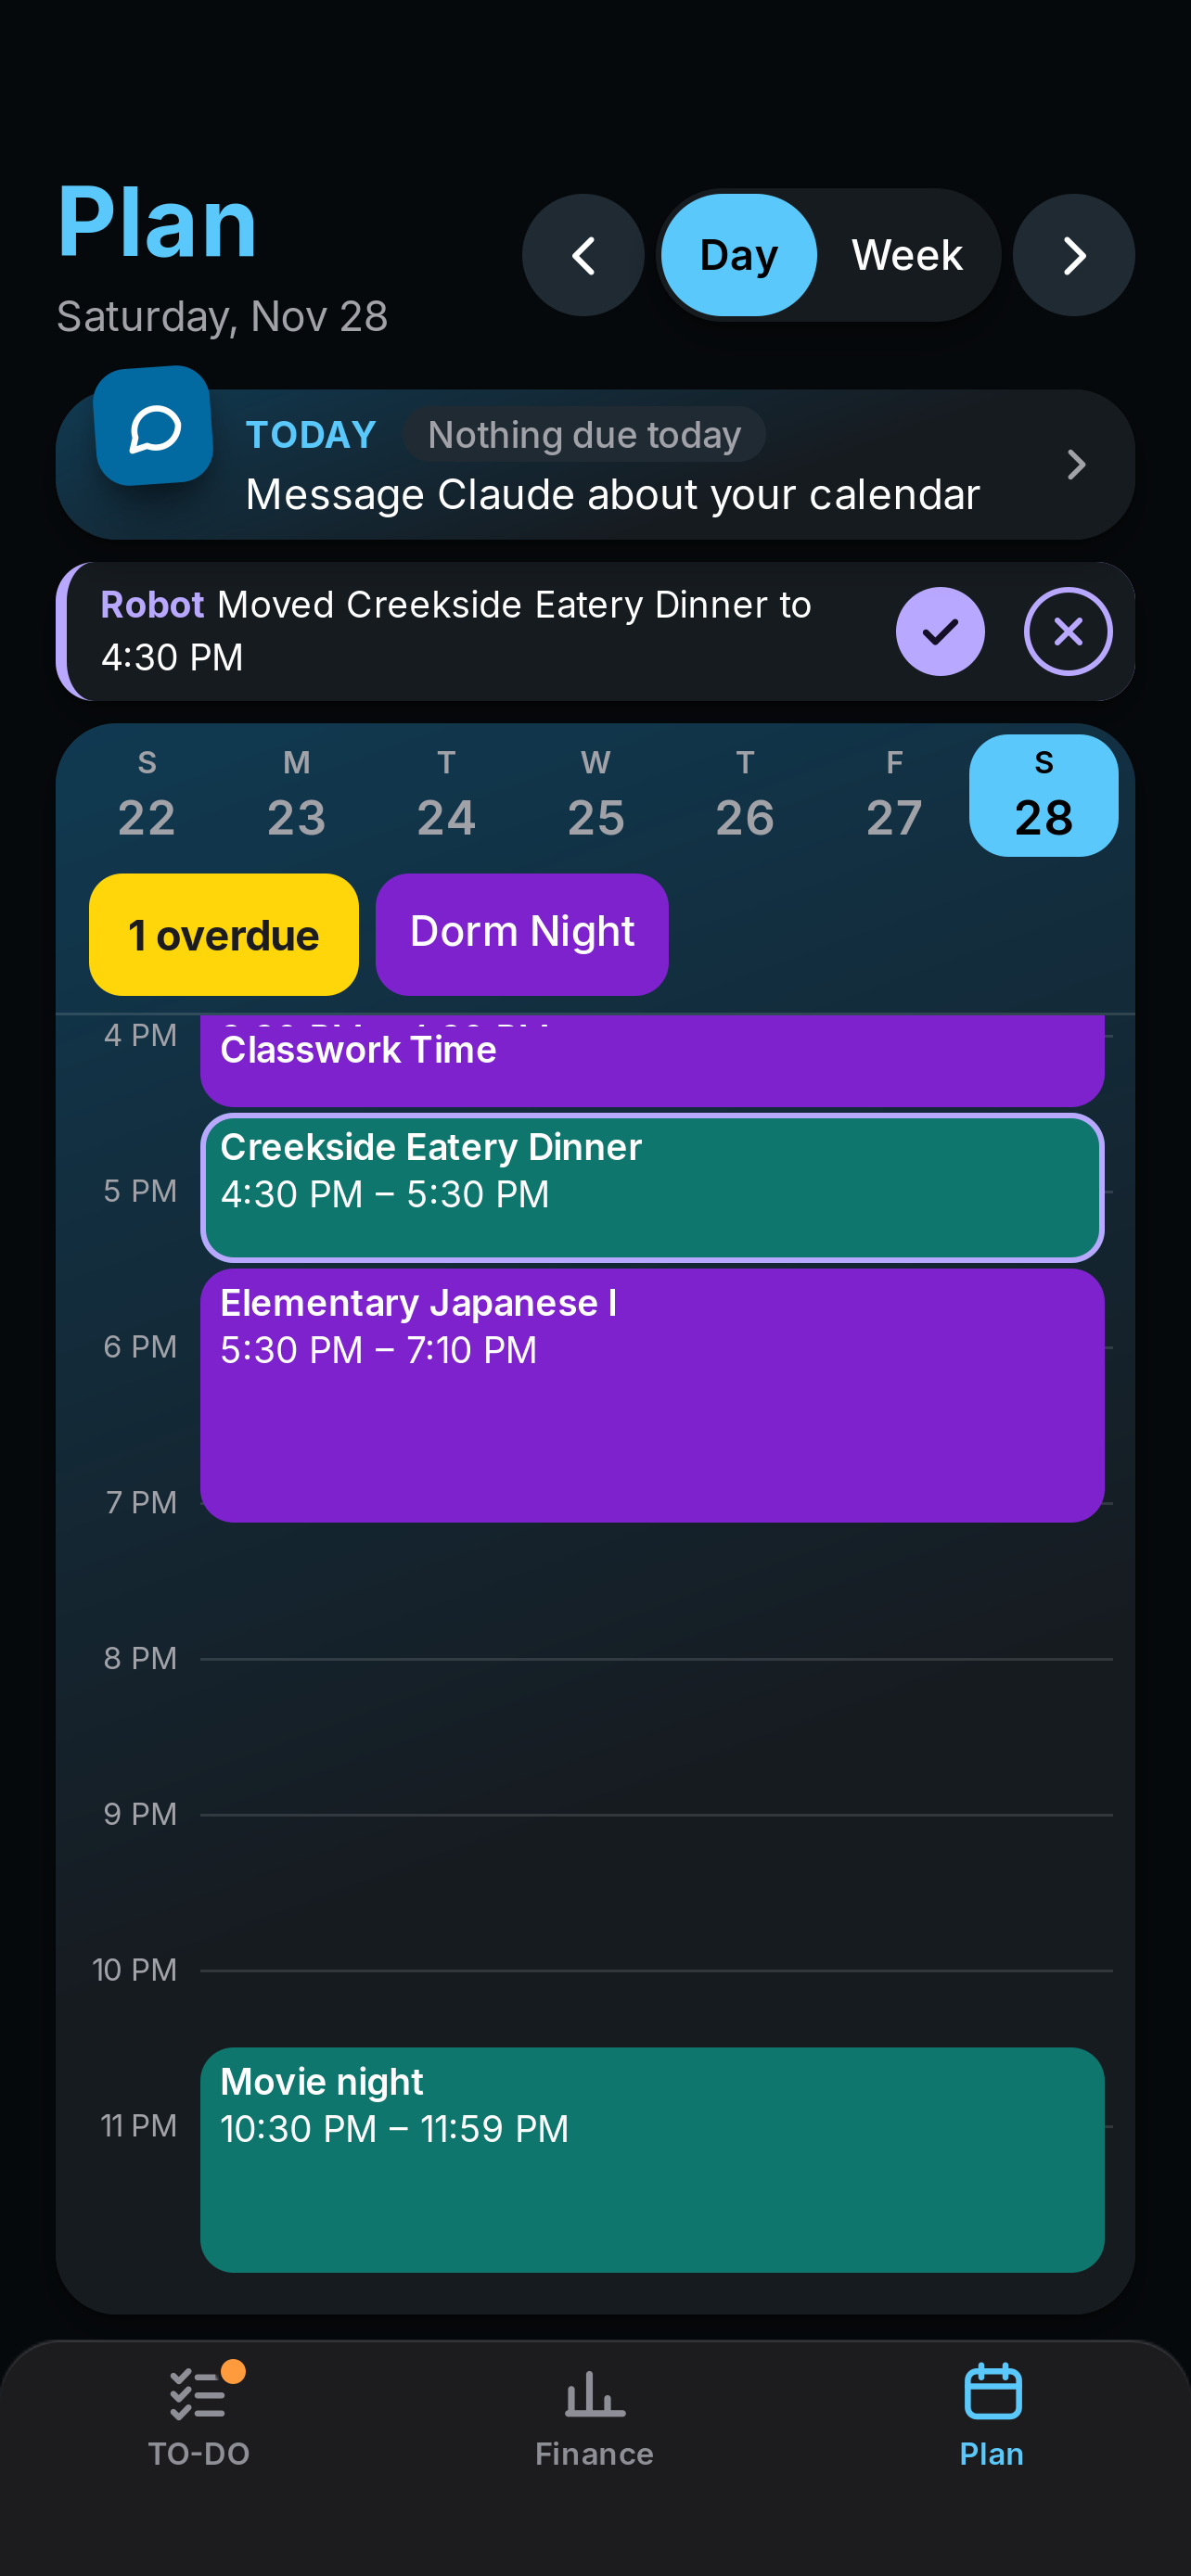 Plan
Day
Week
Saturday, Nov 28
TODAY
Nothing due today
Message Claude about your calendar
Robot Moved Creekside Eatery Dinner to
4:30 PM
S M T W T F S
22 23 24 25 26 27 28
1 overdue
Dorm Night
4 PM
Classwork Time
Creekside Eatery Dinner
4:30 PM – 5:30 PM
5 PM
Elementary Japanese I
5:30 PM – 7:10 PM
6 PM
7 PM
8 PM
9 PM
10 PM
Movie night
10:30 PM – 11:59 PM
11 PM
TO-DO
Finance
Plan